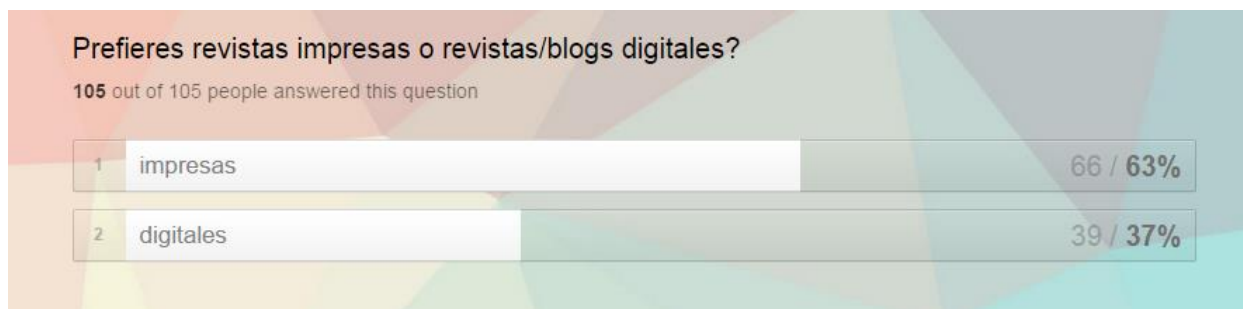 Prefieres revistas impresas o revistas/blogs digitales?
105 out of 105 people answered this question
1 impresas 66 / 63%
2 digitales 39 / 37%